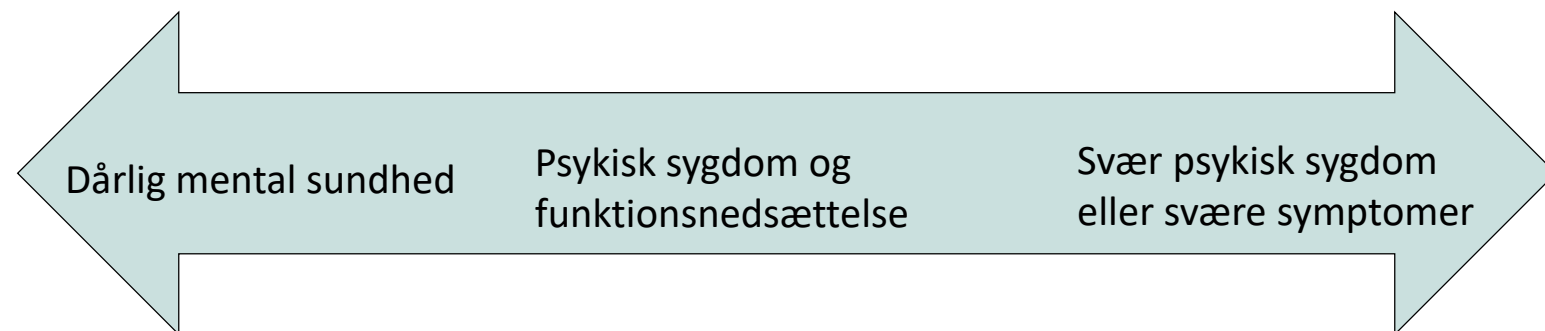 Dårlig mental sundhed
Psykisk sygdom og
funktionsnedsættelse
Svær psykisk sygdom
eller svære symptomer